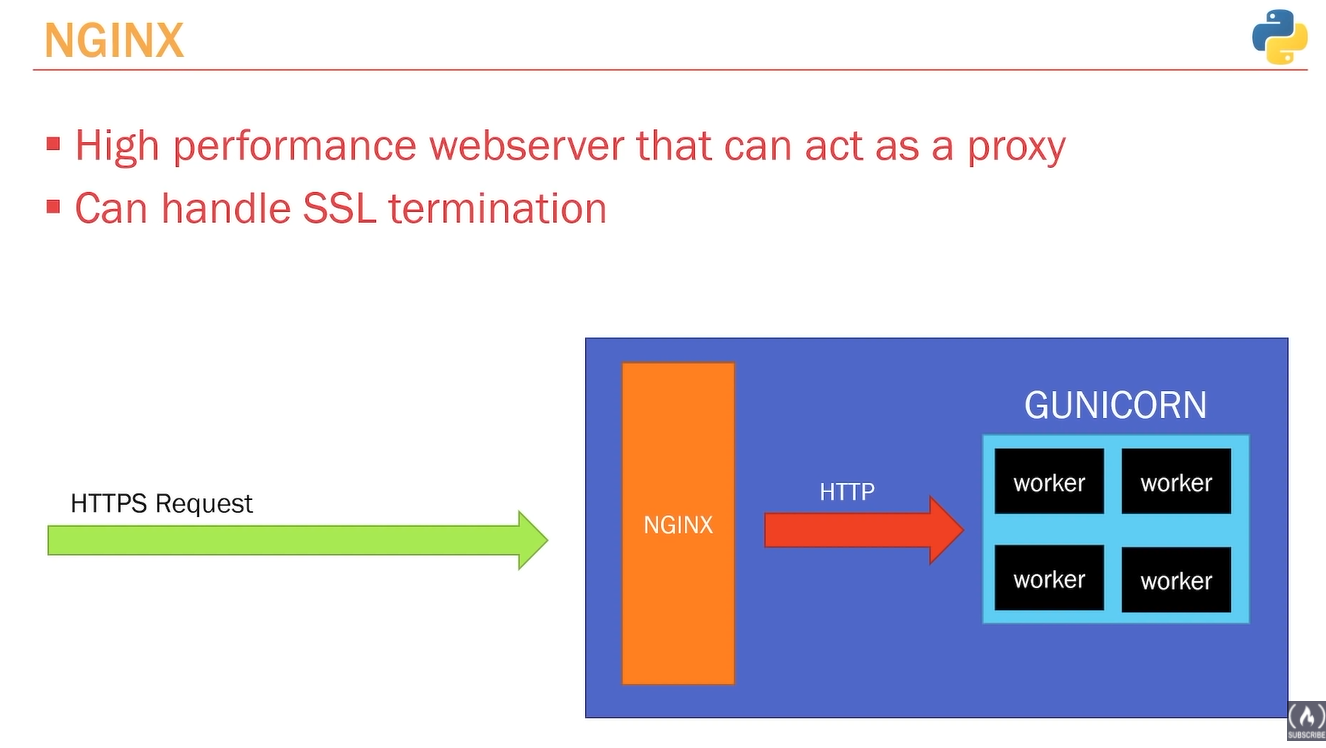 NGINX
High performance webserver that can act as a proxy
Can handle SSL termination
GUNICORN
worker worker
HTTP
HTTPS Request
NGINX
worker worker
SUBSCRIBE